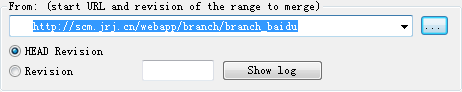 From: (start URL and revision of the range to merge)
http://scm.jrj.cn/webapp/branch/branch_baidu
...
HEAD Revision
Revision
Show log